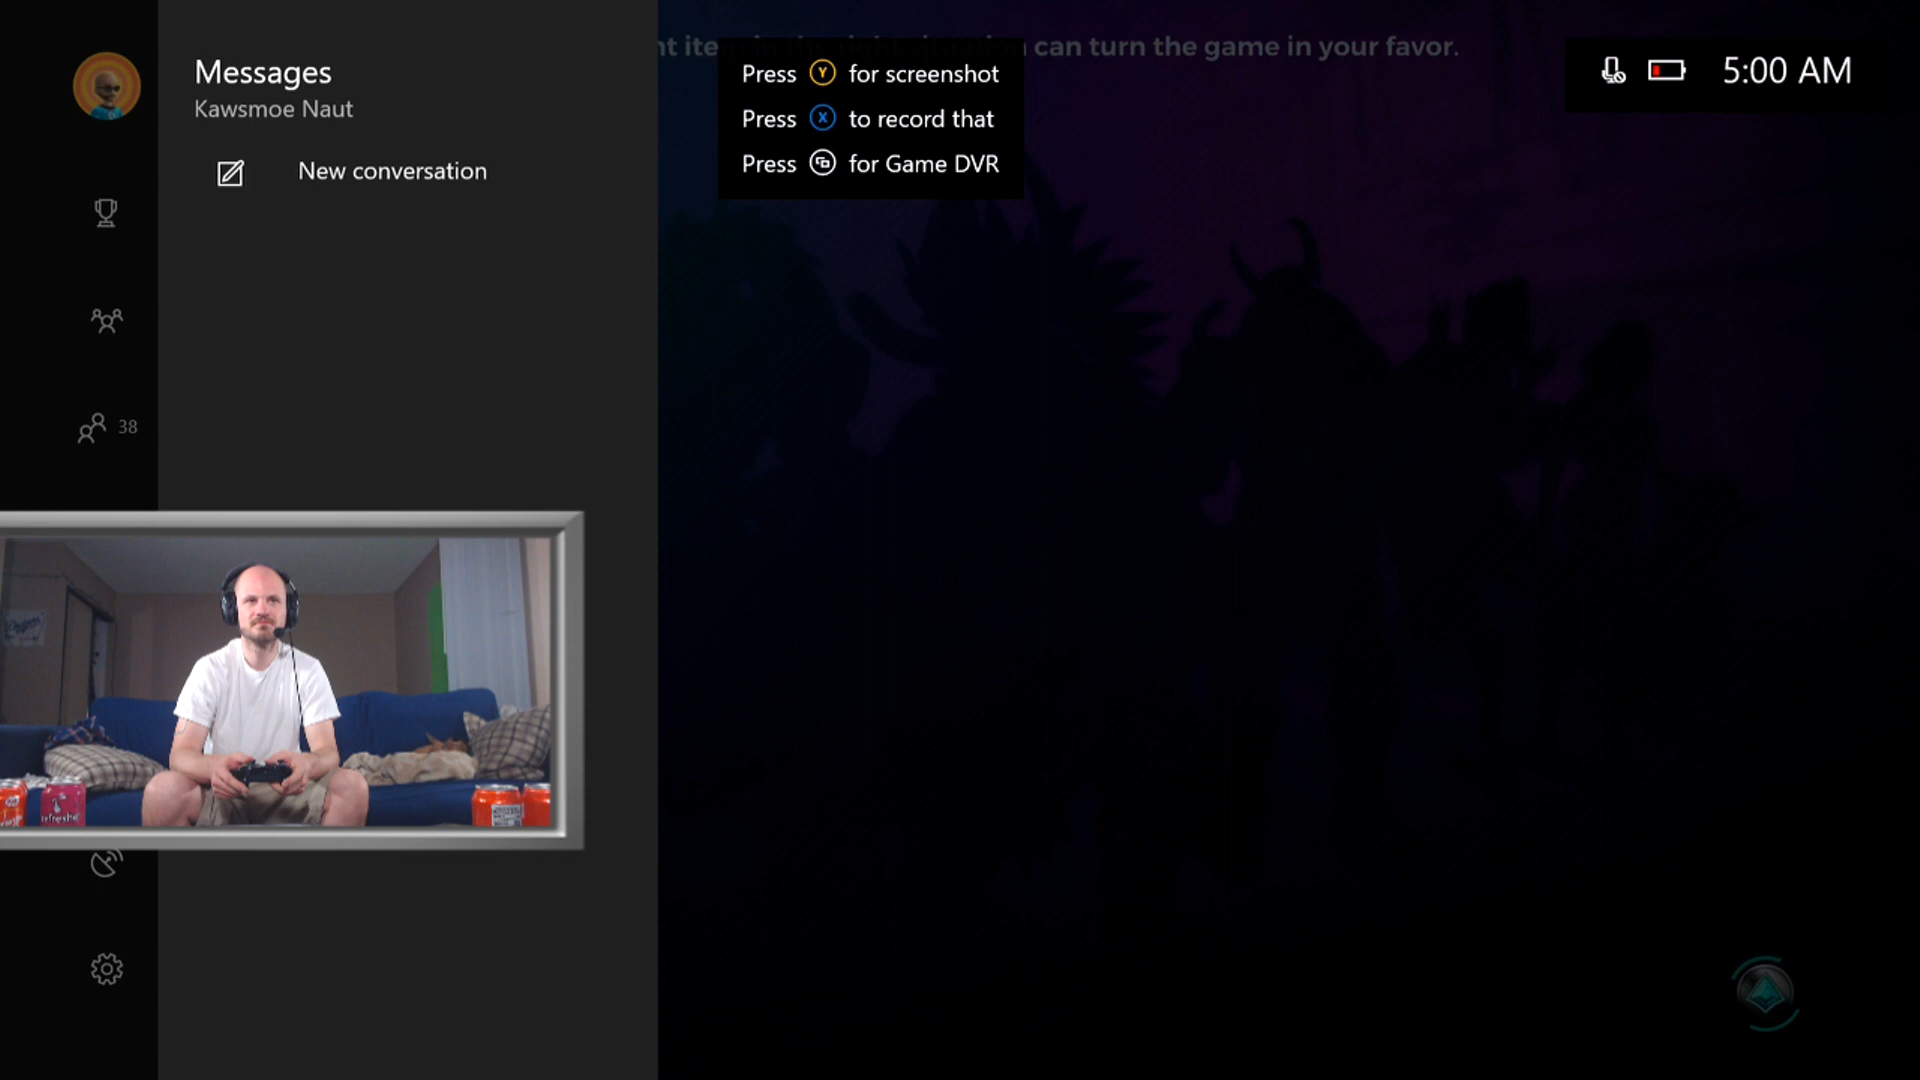 Messages
Kawsmoe Naut
New conversation
38
can turn the game in your favor.
Press Y for screenshot
Press X to record that
Press for Game DVR
5:00 AM